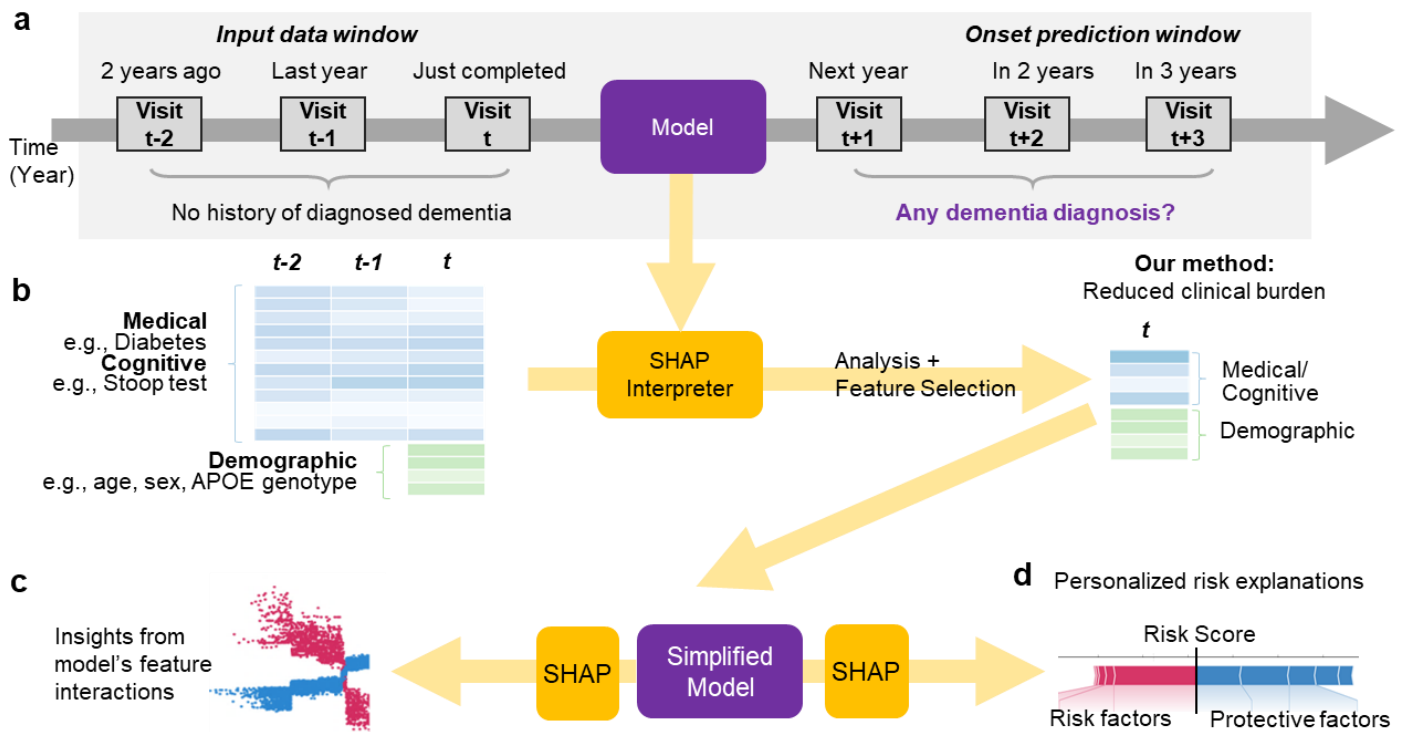 a
Input data window
Onset prediction window
2 years ago
Last year
Just completed
Next year
In 2 years
In 3 years
Visit
t-2
Visit
t-1
Visit
t
Model
Visit
t+1
Visit
t+2
Visit
t+3
Time
(Year)
No history of diagnosed dementia
Any dementia diagnosis?
b
t-2
t-1
t
Medical
e.g., Diabetes
Cognitive
e.g., Stoop test
Demographic
e.g., age, sex, APOE genotype
SHAP
Interpreter
Analysis +
Feature Selection
Our method:
Reduced clinical burden
t
Medical/
Cognitive
Demographic
c
Insights from
model's feature
interactions
SHAP
Simplified
Model
SHAP
d
Personalized risk explanations
Risk Score
Risk factors
Protective factors